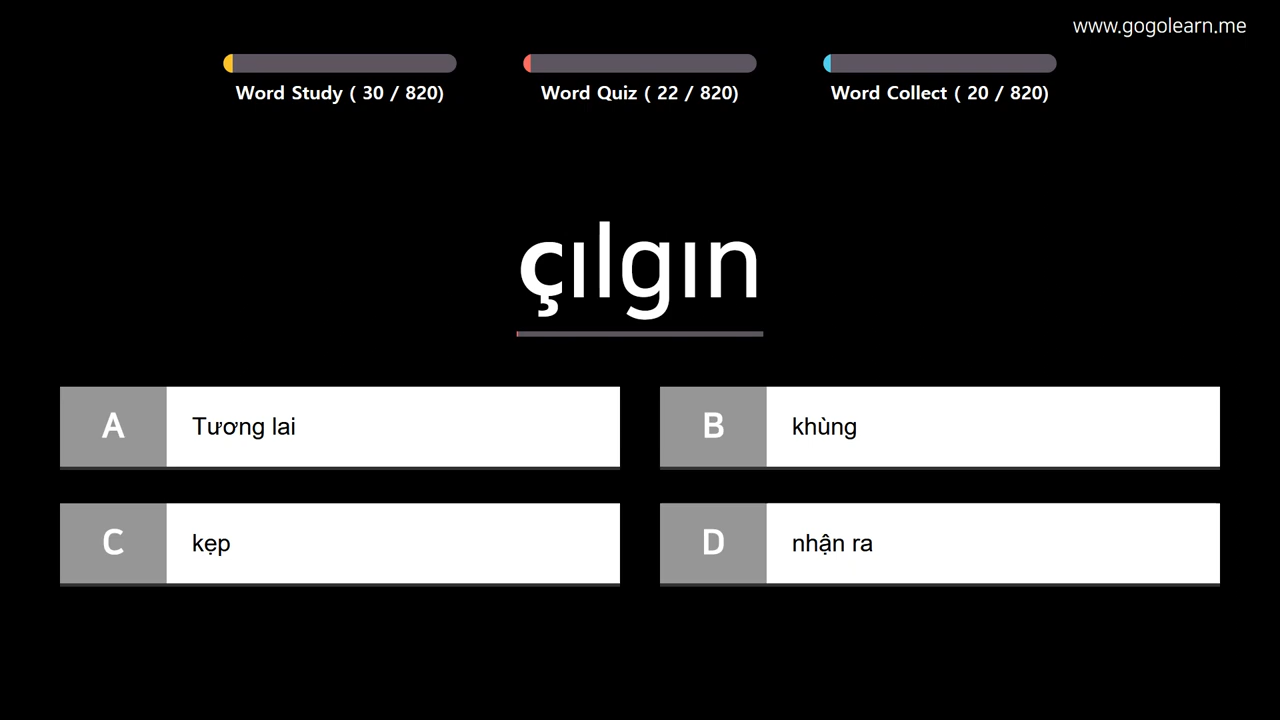 www.gogolearn.me
Word Study ( 30 / 820)
Word Quiz ( 22 / 820)
Word Collect ( 20 / 820)
çılgın
A Tương lai
B khùng
C kẹp
D nhận ra